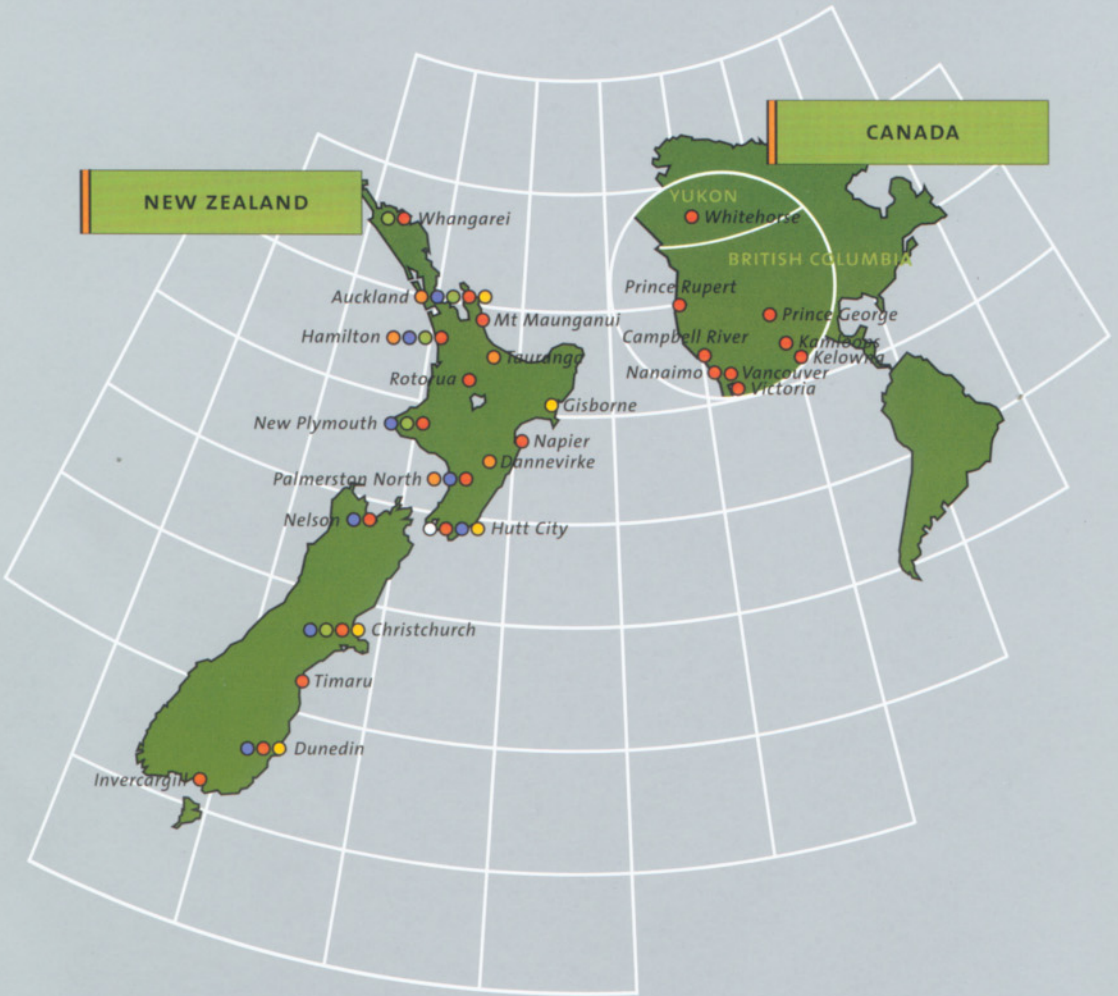 CANADA
NEW ZEALAND
YUKON
Whitehorse
BRITISH COLUMBIA
Prince Rupert
Prince George
Campbell River
Kamloops
Kelowna
Nanaimo
Vancouver
Victoria
Whangarei
Auckland
Mt Maunganui
Hamilton
Tauranga
Rotorua
Gisborne
New Plymouth
Napier
Dannevirke
Palmerston North
Nelson
Hutt City
Christchurch
Timaru
Dunedin
Invercargill